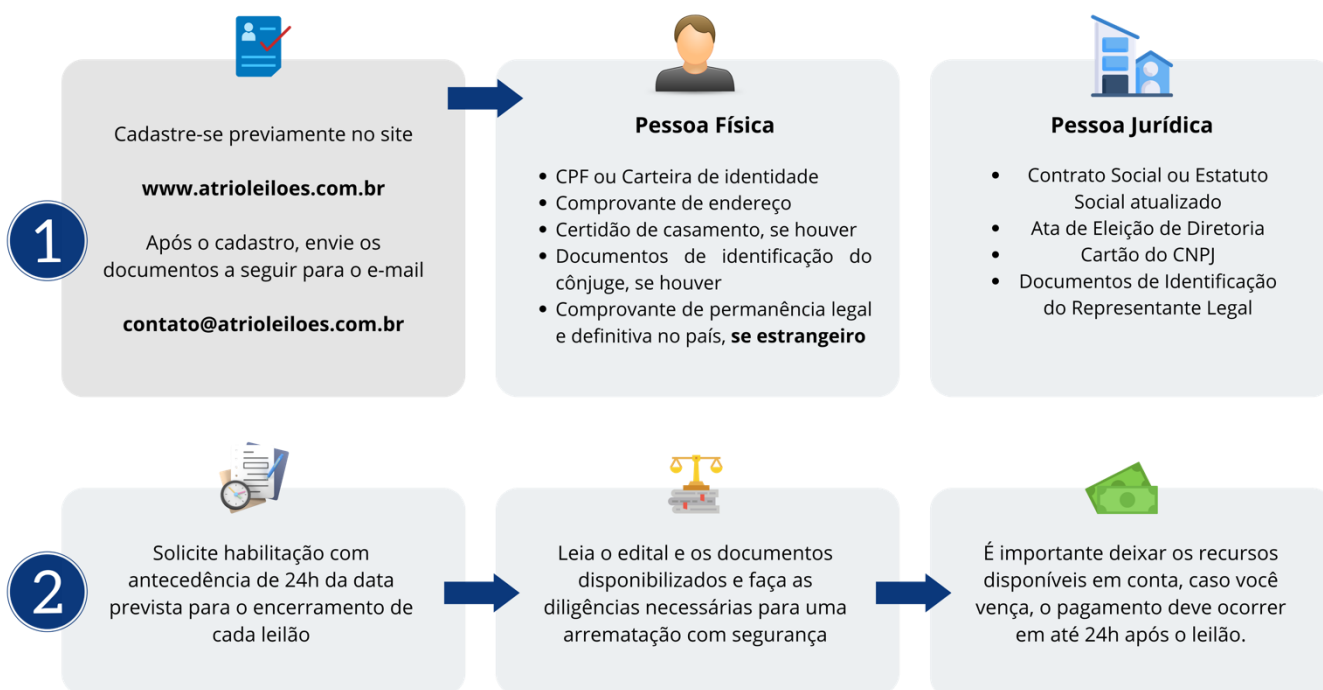 1
Cadastre-se previamente no site
www.atrioleiloes.com.br
Após o cadastro, envie os
documentos a seguir para o e-mail
contato@atrioleiloes.com.br
Pessoa Física
• CPF ou Carteira de identidade
• Comprovante de endereço
• Certidão de casamento, se houver
• Documentos de identificação do
cônjuge, se houver
• Comprovante de permanência legal
e definitiva no país, se estrangeiro
Pessoa Jurídica
• Contrato Social ou Estatuto
Social atualizado
• Ata de Eleição de Diretoria
• Cartão do CNPJ
• Documentos de Identificação
do Representante Legal
2
Solicite habilitação com
antecedência de 24h da data
prevista para o encerramento de
cada leilão
Leia o edital e os documentos
disponibilizados e faça as
diligências necessárias para uma
arrematação com segurança
É importante deixar os recursos
disponíveis em conta, caso você
vença, o pagamento deve ocorrer
em até 24h após o leilão.